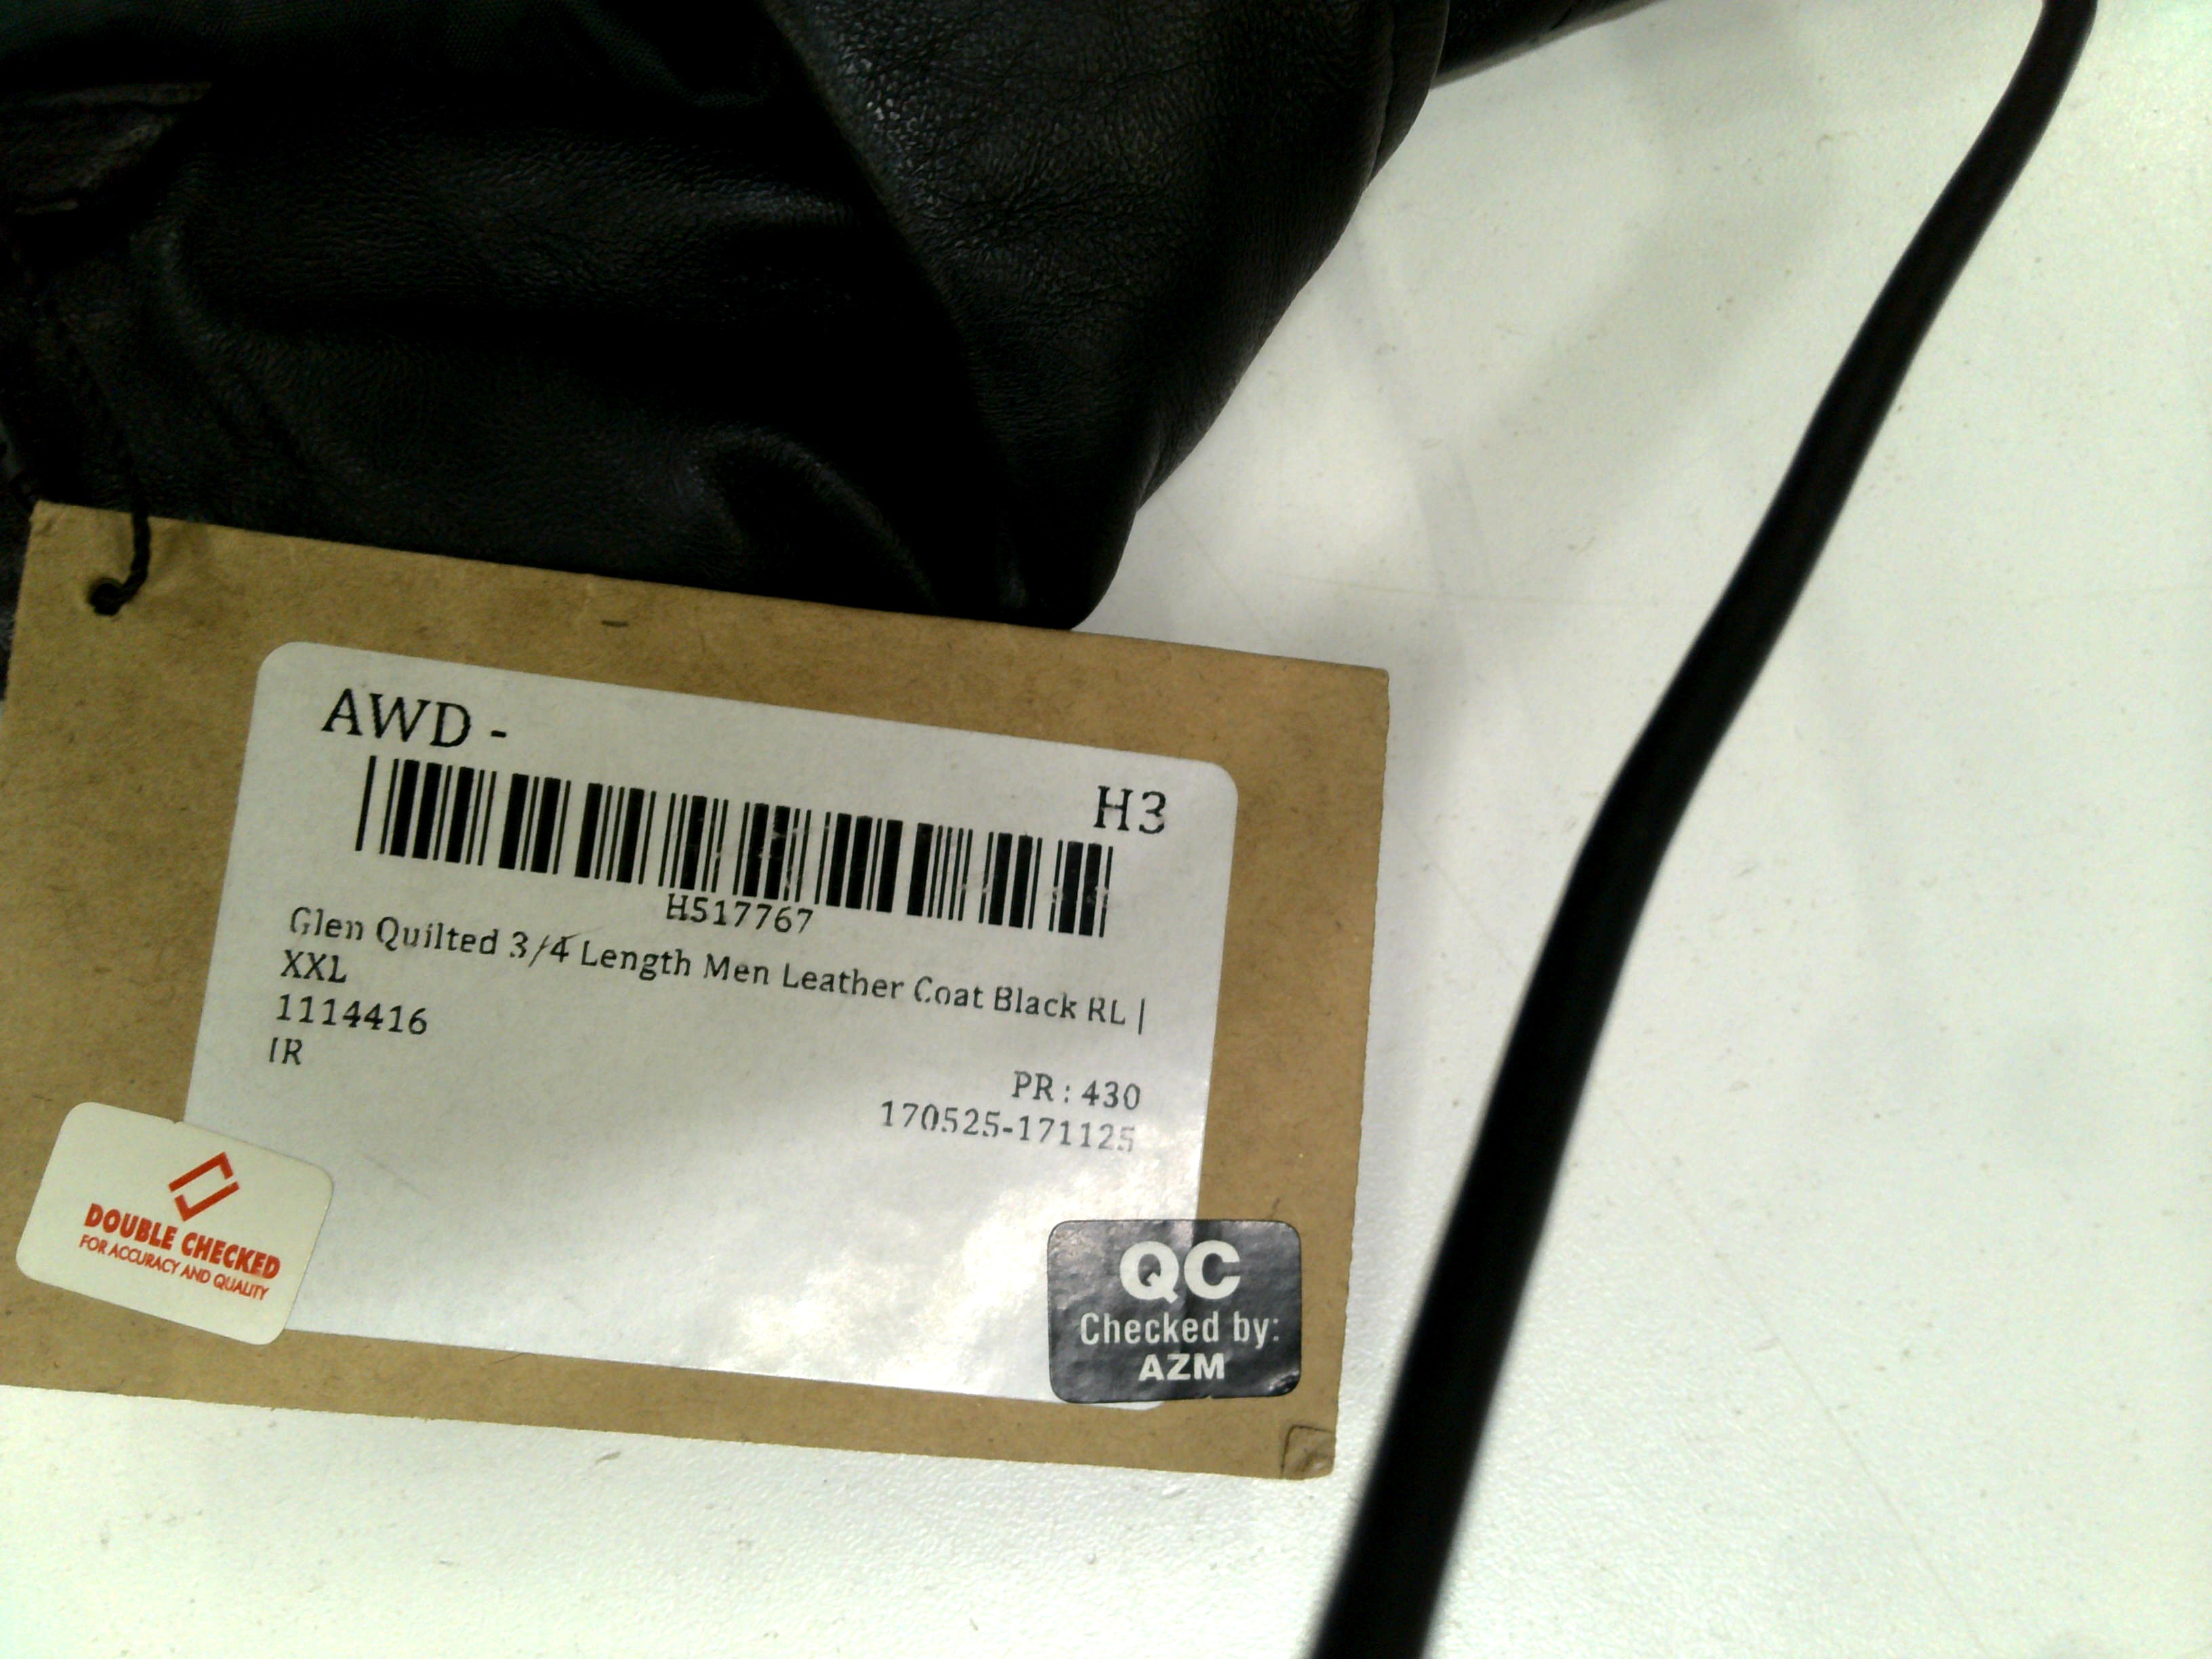 AWD -
H3
H517767
Glen Quilted 3/4 Length Men Leather Coat Black RL |
XXL
1114416
IR
PR : 430
170525-171125
DOUBLE CHECKED
FOR ACCURACY AND QUALITY
QC
Checked by:
AZM